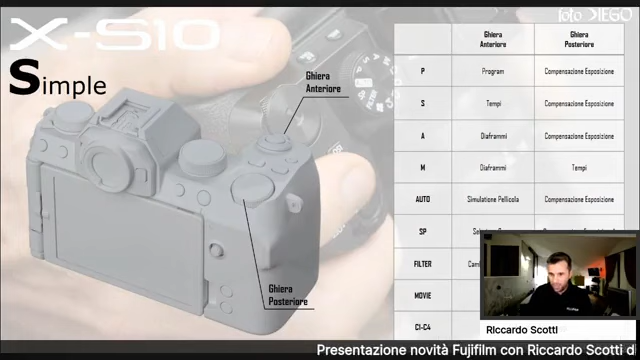 X-S10
foto DIEGO
Simple
Ghiera
Anteriore
Ghiera
Posteriore
Ghiera
Anteriore
Ghiera
Posteriore
P
Program
Compensazione Esposizione
S
Tempi
Compensazione Esposizione
A
Diaframmi
Compensazione Esposizione
M
Diaframmi
Tempi
AUTO
Simulazione Pellicola
Compensazione Esposizione
SP
FILTER
MOVIE
C1-C4
Riccardo Scotti
Presentazione novità Fujifilm con Riccardo Scotti d